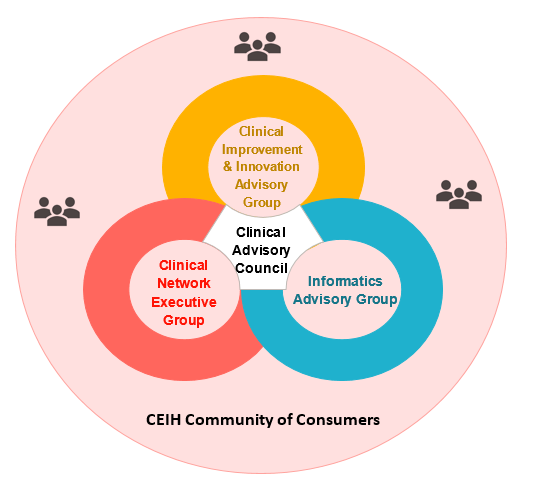 Clinical
Improvement
& Innovation
Advisory
Group
Clinical
Advisory
Council
Clinical
Network
Executive
Group
Informatics
Advisory Group
CEIH Community of Consumers